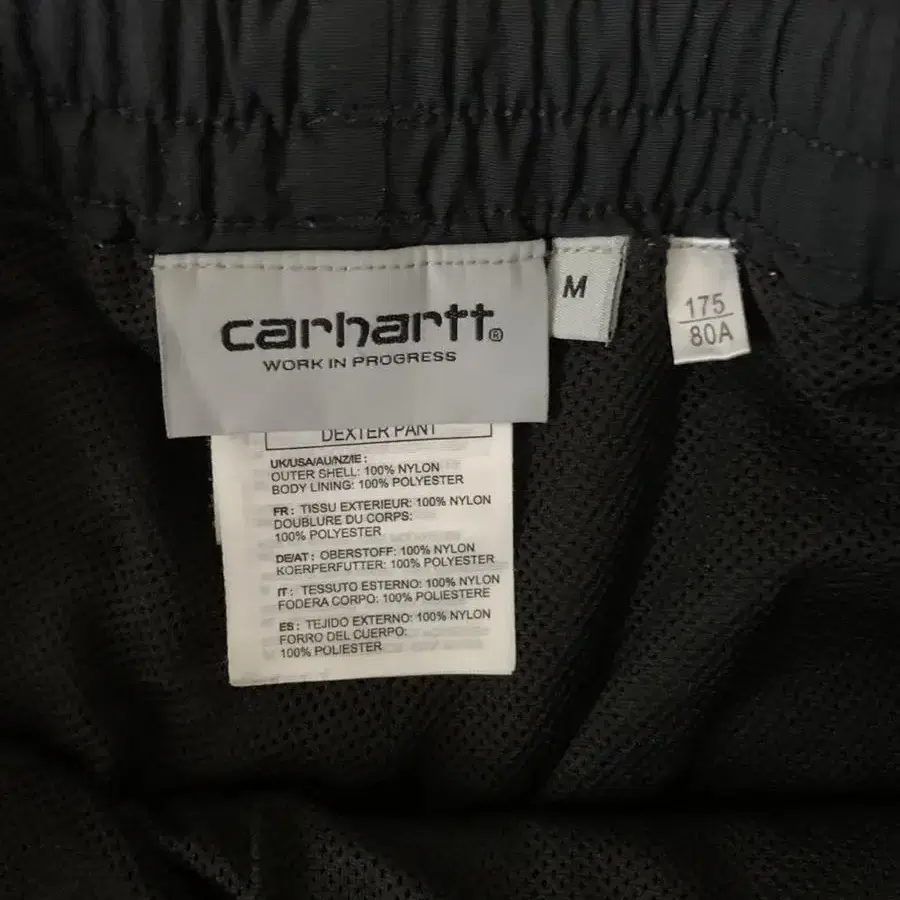 carhartt®
WORK IN PROGRESS
M
175
80A
DEXTER PANT
UK/USA/AU/NZ/IE :
OUTER SHELL: 100% NYLON
BODY LINING: 100% POLYESTER
FR : TISSU EXTERIEUR: 100% NYLON
DOUBLURE DU CORPS:
100% POLYESTER
DE/AT : OBERSTOFF: 100% NYLON
KOERPERFUTTER: 100% POLYESTER
IT : TESSUTO ESTERNO: 100% NYLON
FODERA CORPO: 100% POLIESTERE
ES : TEJIDO EXTERNO: 100% NYLON
FORRO DEL CUERPO:
100% POLIESTER